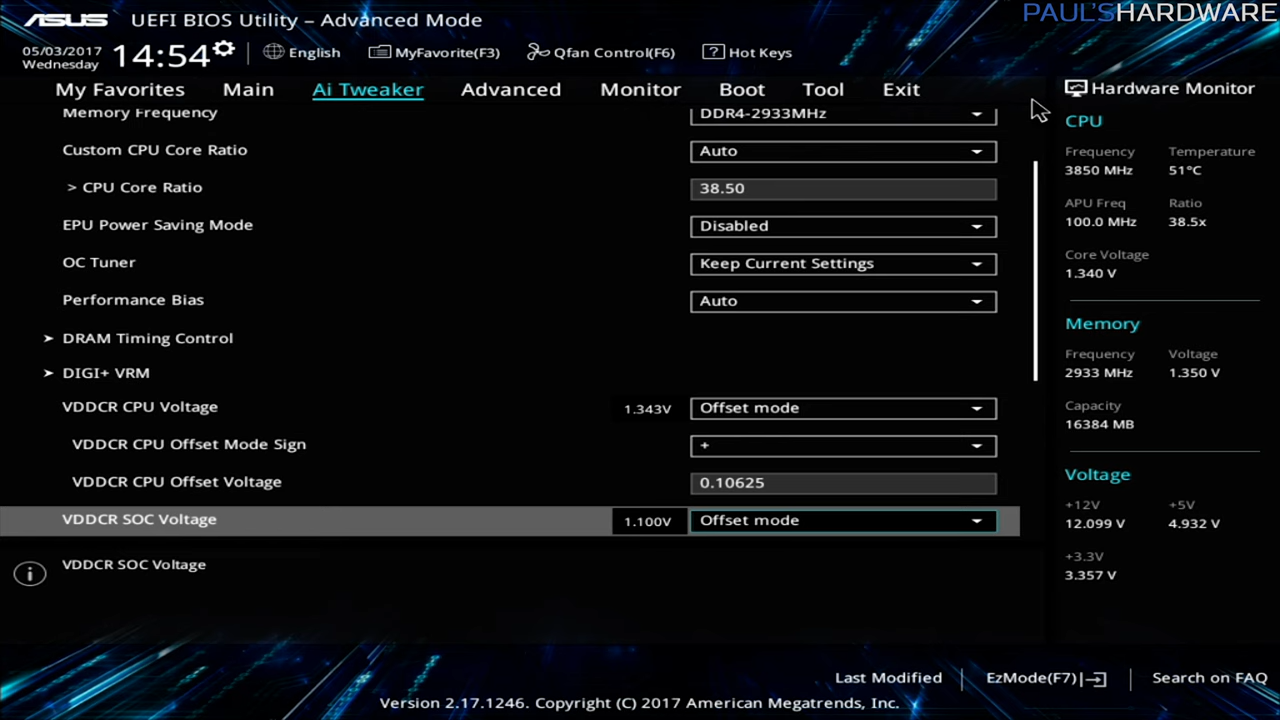 PAUL'SHARDWARE
ASUS UEFI BIOS Utility – Advanced Mode
05/03/2017
Wednesday
14:54
English
MyFavorite(F3)
Qfan Control(F6)
? Hot Keys
My Favorites Main Ai Tweaker Advanced Monitor Boot Tool Exit
Memory Frequency DDR4-2933MHz
Custom CPU Core Ratio Auto
> CPU Core Ratio 38.50
EPU Power Saving Mode Disabled
OC Tuner Keep Current Settings
Performance Bias Auto
DRAM Timing Control
DIGI+ VRM
VDDCR CPU Voltage 1.343V Offset mode
VDDCR CPU Offset Mode Sign +
VDDCR CPU Offset Voltage 0.10625
VDDCR SOC Voltage 1.100V Offset mode
VDDCR SOC Voltage
Hardware Monitor
CPU
Frequency Temperature
3850 MHz 51°C
APU Freq Ratio
100.0 MHz 38.5x
Core Voltage
1.340 V
Memory
Frequency Voltage
2933 MHz 1.350 V
Capacity
16384 MB
Voltage
+12V +5V
12.099 V 4.932 V
+3.3V
3.357 V
Last Modified EzMode(F7) Search on FAQ
Version 2.17.1246. Copyright (C) 2017 American Megatrends, Inc.